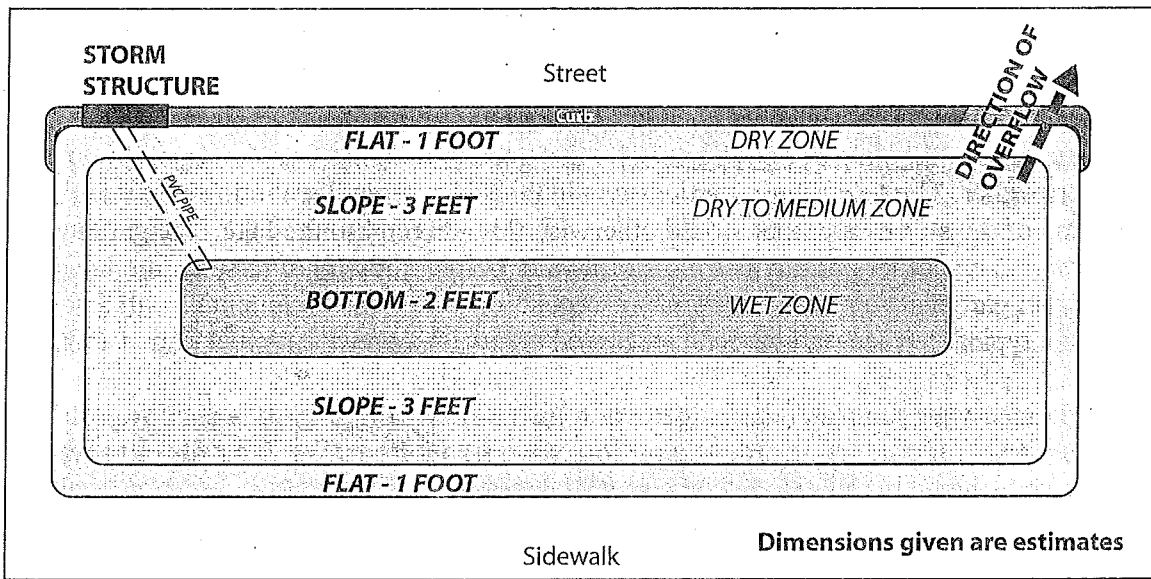 STORM
STRUCTURE
Street
DIRECTION OF
OVERFLOW
Curb
FLAT - 1 FOOT
DRY ZONE
PVC PIPE
SLOPE - 3 FEET
DRY TO MEDIUM ZONE
BOTTOM - 2 FEET
WET ZONE
SLOPE - 3 FEET
FLAT - 1 FOOT
Sidewalk
Dimensions given are estimates